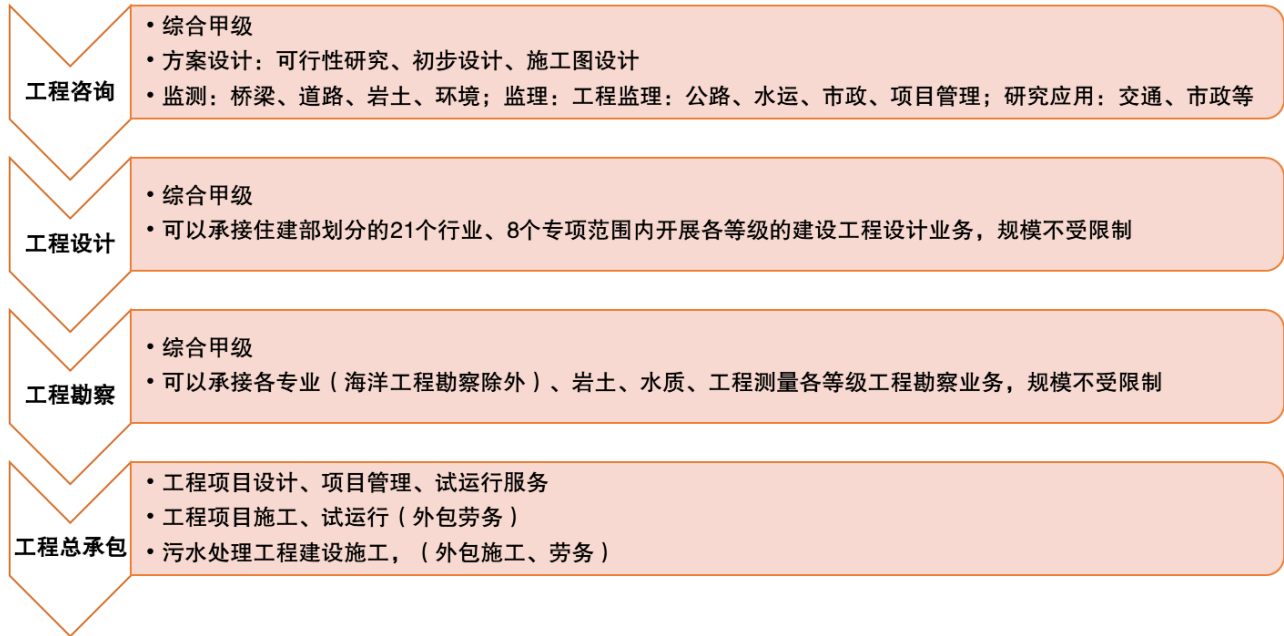 工程咨询
• 综合甲级
• 方案设计：可行性研究、初步设计、施工图设计
• 监测：桥梁、道路、岩土、环境；监理：工程监理：公路、水运、市政、项目管理；研究应用：交通、市政等
工程设计
• 综合甲级
• 可以承接住建部划分的21个行业、8个专项范围内开展各等级的建设工程设计业务，规模不受限制
工程勘察
• 综合甲级
• 可以承接各专业（海洋工程勘察除外）、岩土、水质、工程测量各等级工程勘察业务，规模不受限制
工程总承包
• 工程项目设计、项目管理、试运行服务
• 工程项目施工、试运行（外包劳务）
• 污水处理工程建设施工，（外包施工、劳务）